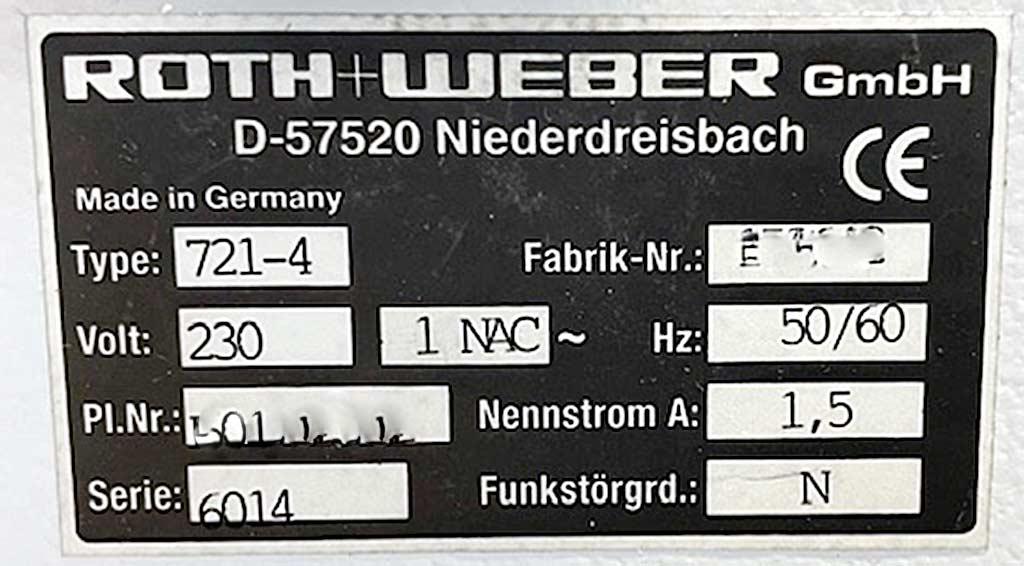 ROTH+WEBER GmbH
D-57520 Niederdreisbach
CE
Made in Germany
Type: 721-4 Fabrik-Nr.:
Volt: 230 1 NAC ~ Hz: 50/60
Pl.Nr.: Nennstrom A: 1,5
Serie: 6014 Funkstörgrd.: N